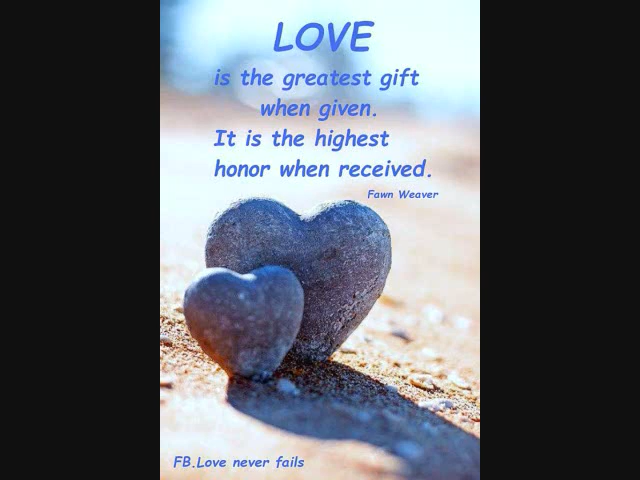 LOVE
is the greatest gift
when given.
It is the highest
honor when received.
Fawn Weaver
FB.Love never fails